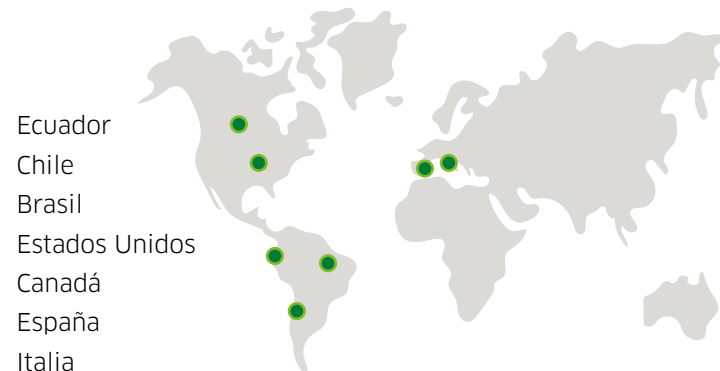 Ecuador
Chile
Brasil
Estados Unidos
Canadá
España
Italia